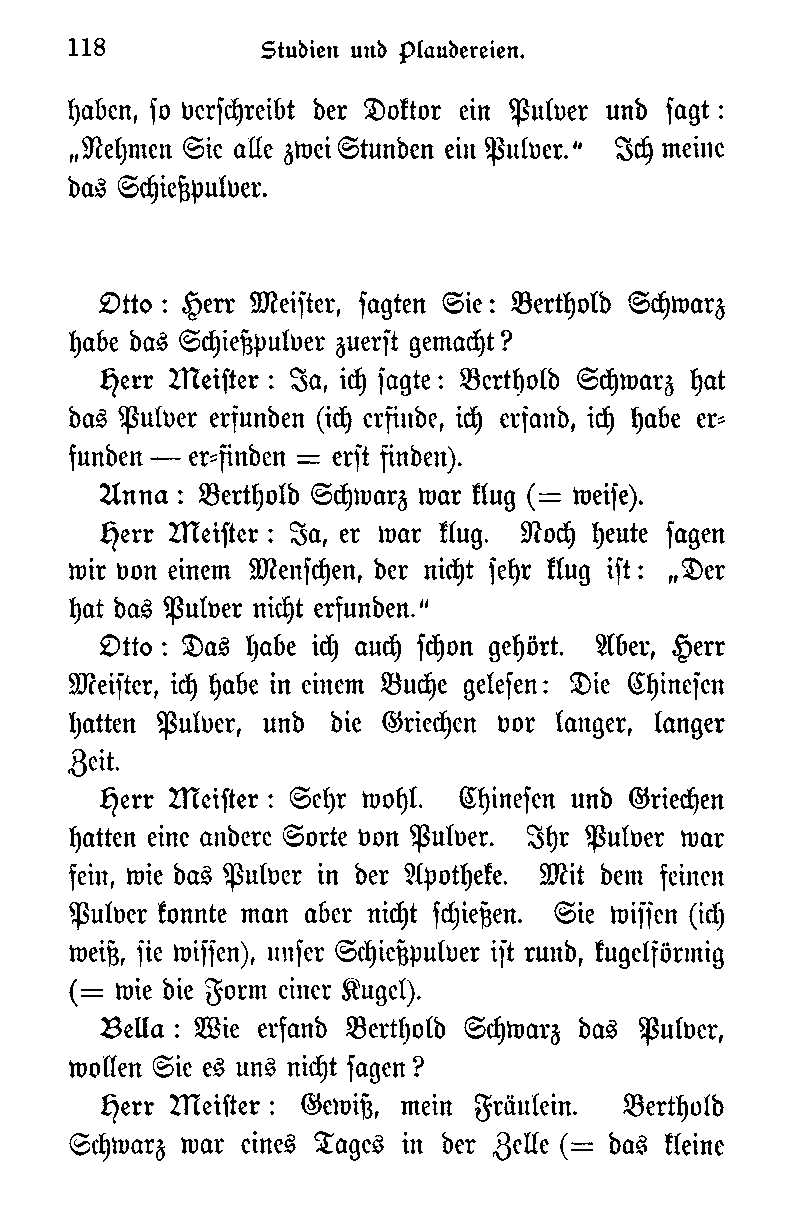 118 Studien und Plaudereien.
haben, so verschreibt der Doktor ein Pulver und sagt:
„Nehmen Sie alle zwei Stunden ein Pulver.“ Ich meine
das Schießpulver.
Otto: Herr Meister, sagten Sie: Berthold Schwarz
habe das Schießpulver zuerst gemacht?
Herr Meister: Ja, ich sagte: Berthold Schwarz hat
das Pulver erfunden (ich erfinde, ich erfand, ich habe er-
funden — er-finden = erst finden).
Anna: Berthold Schwarz war klug (= weise).
Herr Meister: Ja, er war klug. Noch heute sagen
wir von einem Menschen, der nicht sehr klug ist: „Der
hat das Pulver nicht erfunden.“
Otto: Das habe ich auch schon gehört. Aber, Herr
Meister, ich habe in einem Buche gelesen: Die Chinesen
hatten Pulver, und die Griechen vor langer, langer
Zeit.
Herr Meister: Sehr wohl. Chinesen und Griechen
hatten eine andere Sorte von Pulver. Ihr Pulver war
fein, wie das Pulver in der Apotheke. Mit dem feinen
Pulver konnte man aber nicht schießen. Sie wissen (ich
weiß, sie wissen), unser Schießpulver ist rund, kugelförmig
(= wie die Form einer Kugel).
Bella: Wie erfand Berthold Schwarz das Pulver,
wollen Sie es uns nicht sagen?
Herr Meister: Gewiß, mein Fräulein. Berthold
Schwarz war eines Tages in der Zelle (= das kleine